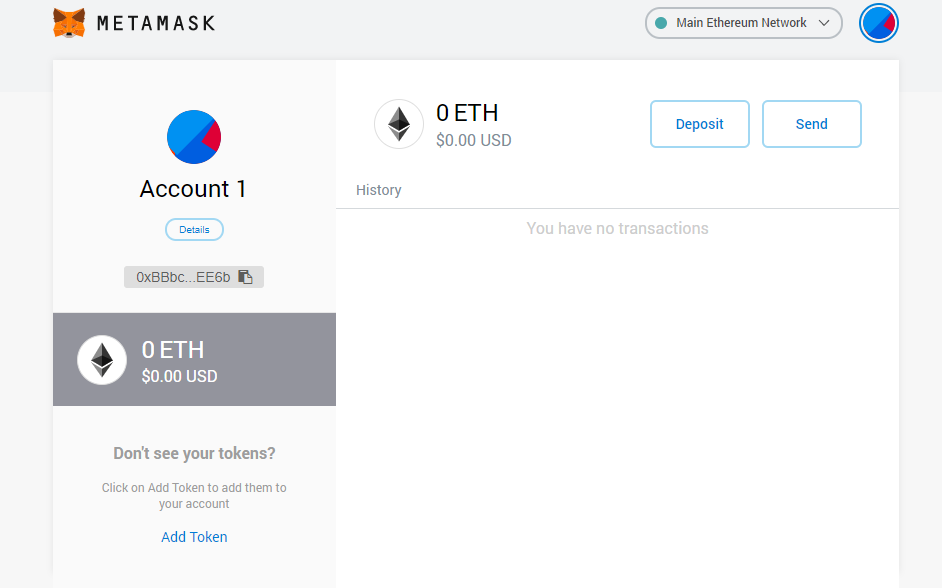 METAMASK
Main Ethereum Network
Account 1
Details
0xBBbc...EE6b
0 ETH
$0.00 USD
Don't see your tokens?
Click on Add Token to add them to
your account
Add Token
0 ETH
$0.00 USD
Deposit
Send
History
You have no transactions